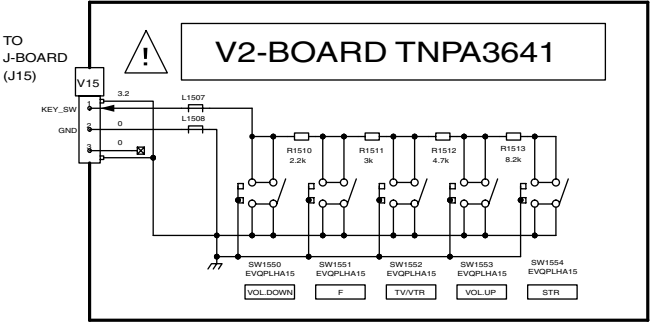 V2-BOARD TNPA3641
!
TO
J-BOARD
(J15)
V15
3.2
KEY_SW
1
L1507
GND
2
0
L1508
3
0
R1510
2.2k
R1511
3k
R1512
4.7k
R1513
8.2k
SW1550
EVQPLHA15
VOL.DOWN
SW1551
EVQPLHA15
F
SW1552
EVQPLHA15
TV/VTR
SW1553
EVQPLHA15
VOL.UP
SW1554
EVQPLHA15
STR